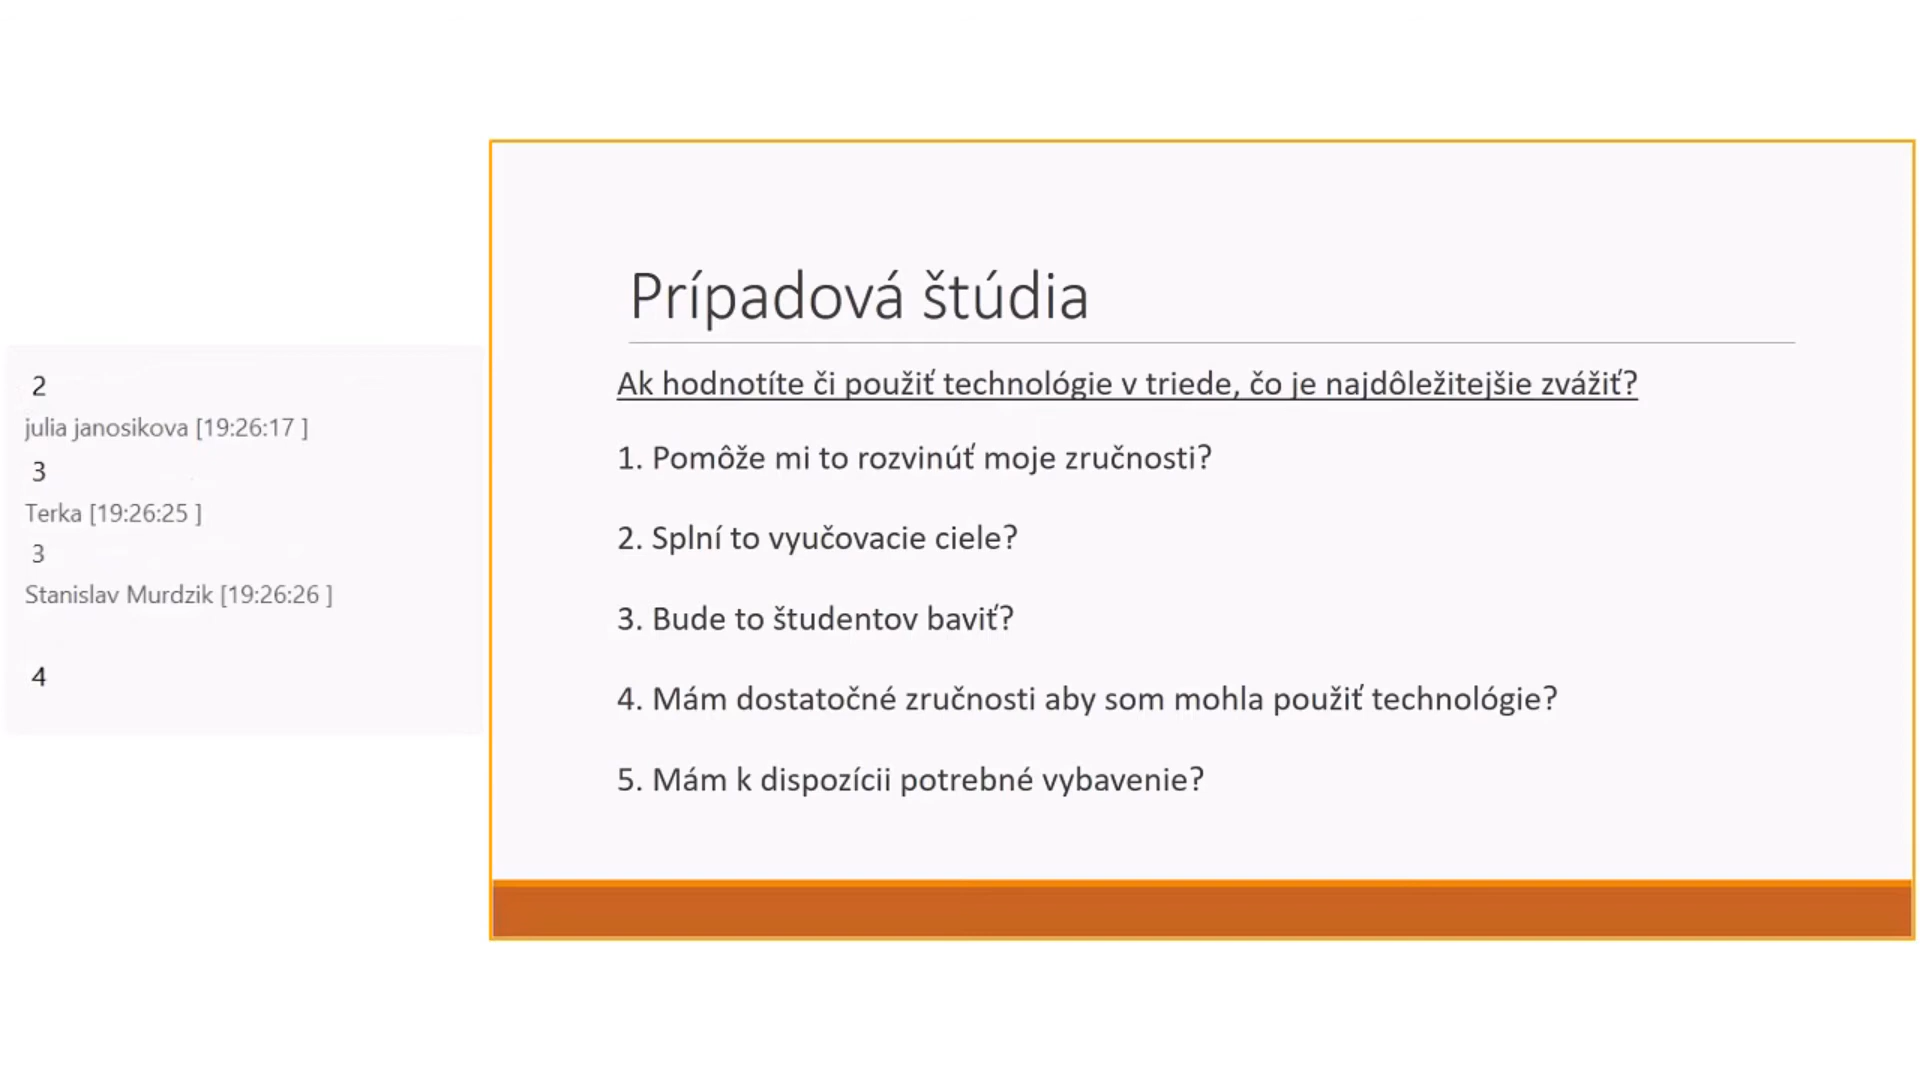 2
julia janosikova [19:26:17 ]
3
Terka [19:26:25 ]
3
Stanislav Murdzik [19:26:26 ]
4
Prípadová štúdia
Ak hodnotíte či použiť technológie v triede, čo je najdôležitejšie zvážiť?
1. Pomôže mi to rozvinúť moje zručnosti?
2. Splní to vyučovacie ciele?
3. Bude to študentov baviť?
4. Mám dostatočné zručnosti aby som mohla použiť technológie?
5. Mám k dispozícii potrebné vybavenie?